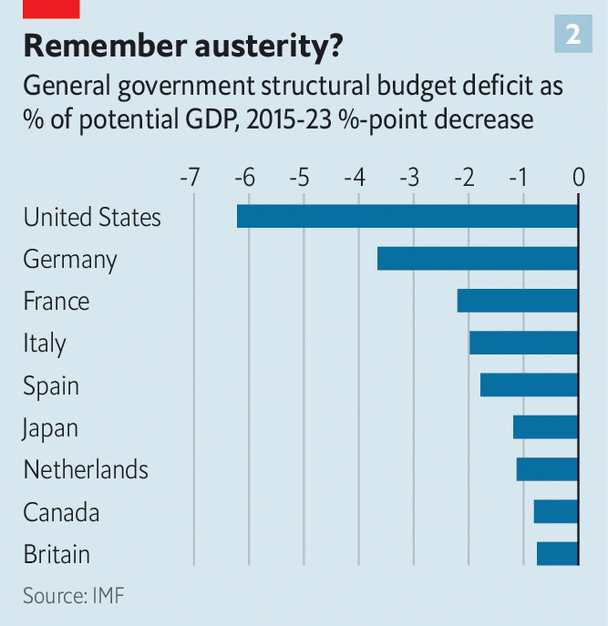 2
Remember austerity?
General government structural budget deficit as
% of potential GDP, 2015-23 %-point decrease
-7 -6 -5 -4 -3 -2 -1 0
United States
Germany
France
Italy
Spain
Japan
Netherlands
Canada
Britain
Source: IMF